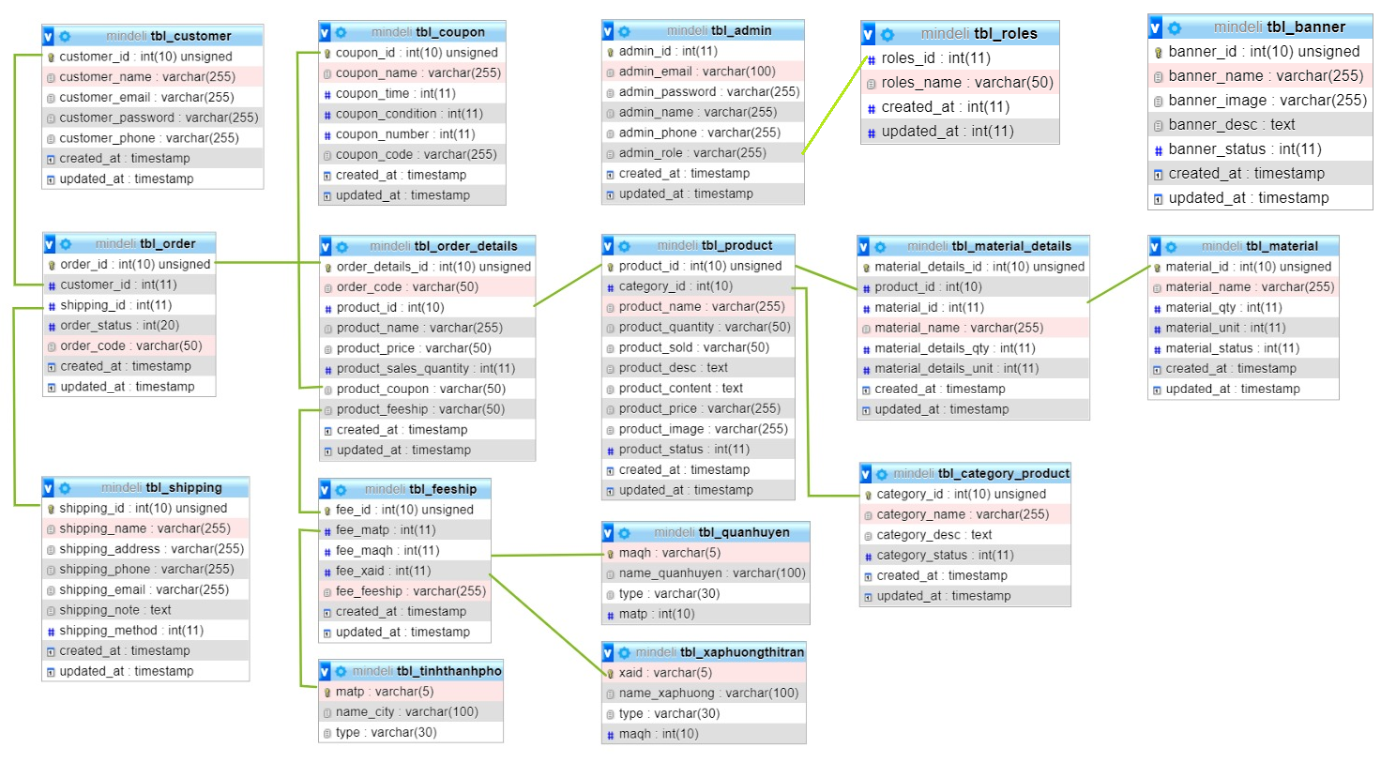 mindeli tbl_customer
customer_id : int(10) unsigned
customer_name : varchar(255)
customer_email : varchar(255)
customer_password : varchar(255)
customer_phone : varchar(255)
created_at : timestamp
updated_at : timestamp
mindeli tbl_coupon
coupon_id : int(10) unsigned
coupon_name : varchar(255)
coupon_time : int(11)
coupon_condition : int(11)
coupon_number : int(11)
coupon_code : varchar(255)
created_at : timestamp
updated_at : timestamp
mindeli tbl_admin
admin_id : int(11)
admin_email : varchar(100)
admin_password : varchar(255)
admin_name : varchar(255)
admin_phone : varchar(255)
admin_role : varchar(255)
created_at : timestamp
updated_at : timestamp
mindeli tbl_roles
roles_id : int(11)
roles_name : varchar(50)
created_at : int(11)
updated_at : int(11)
mindeli tbl_banner
banner_id : int(10) unsigned
banner_name : varchar(255)
banner_image : varchar(255)
banner_desc : text
banner_status : int(11)
created_at : timestamp
updated_at : timestamp
mindeli tbl_order
order_id : int(10) unsigned
customer_id : int(11)
shipping_id : int(11)
order_status : int(20)
order_code : varchar(50)
created_at : timestamp
updated_at : timestamp
mindeli tbl_order_details
order_details_id : int(10) unsigned
order_code : varchar(50)
product_id : int(10)
product_name : varchar(255)
product_price : varchar(50)
product_sales_quantity : int(11)
product_coupon : varchar(50)
product_feeship : varchar(50)
created_at : timestamp
updated_at : timestamp
mindeli tbl_product
product_id : int(10) unsigned
category_id : int(10)
product_name : varchar(255)
product_quantity : varchar(50)
product_sold : varchar(50)
product_desc : text
product_content : text
product_price : varchar(255)
product_image : varchar(255)
product_status : int(11)
created_at : timestamp
updated_at : timestamp
mindeli tbl_material_details
material_details_id : int(10) unsigned
product_id : int(10)
material_id : int(11)
material_name : varchar(255)
material_details_qty : int(11)
material_details_unit : int(11)
created_at : timestamp
updated_at : timestamp
mindeli tbl_material
material_id : int(10) unsigned
material_name : varchar(255)
material_qty : int(11)
material_unit : int(11)
material_status : int(11)
created_at : timestamp
updated_at : timestamp
mindeli tbl_shipping
shipping_id : int(10) unsigned
shipping_name : varchar(255)
shipping_address : varchar(255)
shipping_phone : varchar(255)
shipping_email : varchar(255)
shipping_note : text
shipping_method : int(11)
created_at : timestamp
updated_at : timestamp
mindeli tbl_feeship
fee_id : int(10) unsigned
fee_matp : int(11)
fee_maqh : int(11)
fee_xaid : int(11)
fee_feeship : varchar(255)
created_at : timestamp
updated_at : timestamp
mindeli tbl_quanhuyen
maqh : varchar(5)
name_quanhuyen : varchar(100)
type : varchar(30)
matp : int(10)
mindeli tbl_category_product
category_id : int(10) unsigned
category_name : varchar(255)
category_desc : text
category_status : int(11)
created_at : timestamp
updated_at : timestamp
mindeli tbl_tinhthanhpho
matp : varchar(5)
name_city : varchar(100)
type : varchar(30)
mindeli tbl_xaphuongthitran
xaid : varchar(5)
name_xaphuong : varchar(100)
type : varchar(30)
maqh : int(10)